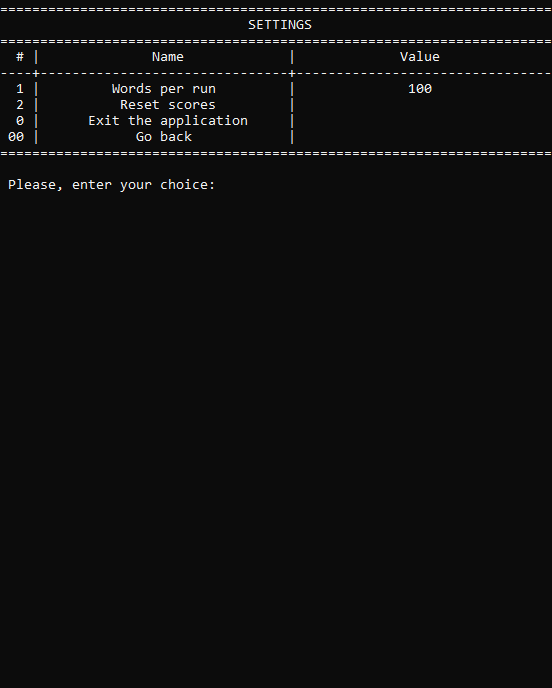 =====================================================================
SETTINGS
=====================================================================
# | Name | Value
----+-------------------------------+--------------------------------
1 | Words per run | 100
2 | Reset scores |
0 | Exit the application |
00 | Go back |
=====================================================================
Please, enter your choice: